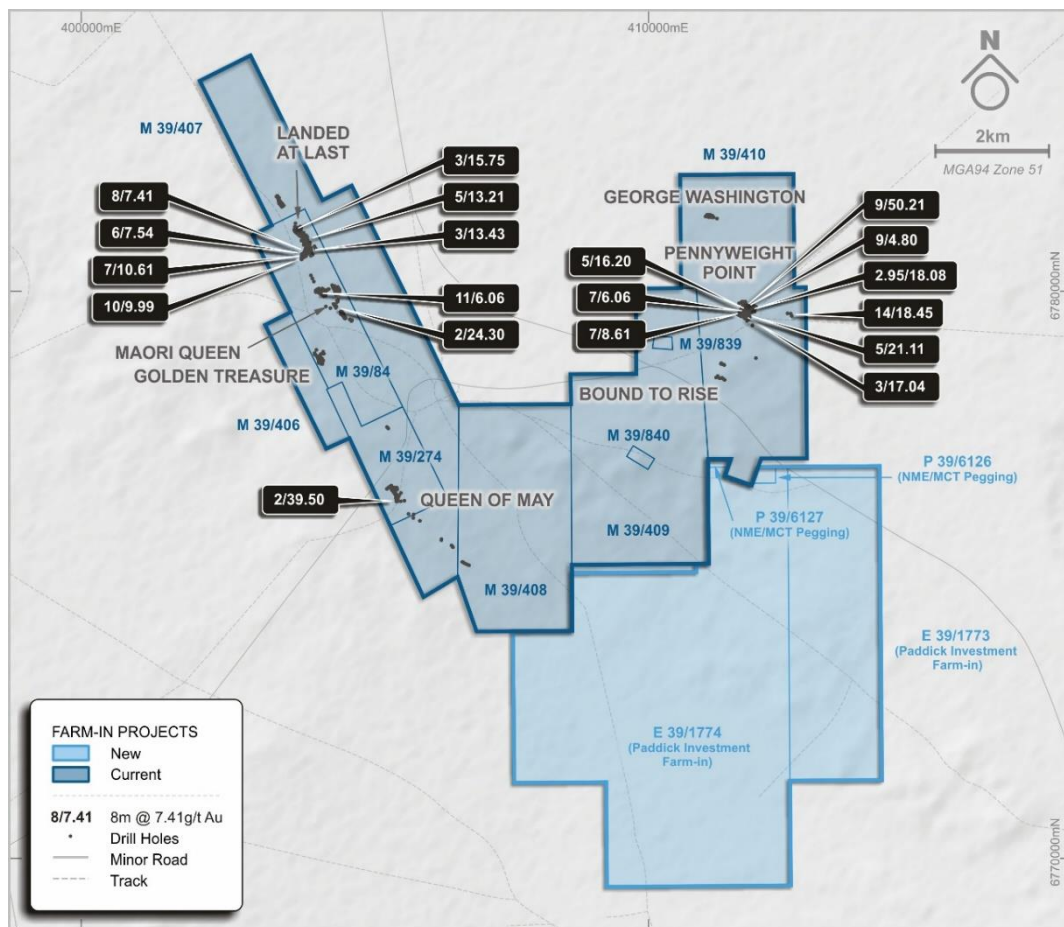 400000mE
410000mE
N
2km
MGA94 Zone 51
M 39/407
LANDED
AT LAST
3/15.75
8/7.41
5/13.21
6/7.54
3/13.43
7/10.61
10/9.99
11/6.06
2/24.30
MAORI QUEEN
GOLDEN TREASURE
M 39/84
M 39/406
M 39/274
2/39.50
QUEEN OF MAY
M 39/408
M 39/410
GEORGE WASHINGTON
PENNYWEIGHT
POINT
9/50.21
9/4.80
5/16.20
2.95/18.08
7/6.06
14/18.45
7/8.61
5/21.11
3/17.04
M 39/839
BOUND TO RISE
M 39/840
M 39/409
6780000mN
P 39/6126
(NME/MCT Pegging)
P 39/6127
(NME/MCT Pegging)
E 39/1773
(Paddick Investment
Farm-in)
E 39/1774
(Paddick Investment
Farm-in)
6770000mN
FARM-IN PROJECTS
New
Current
8/7.41 8m @ 7.41g/t Au
Drill Holes
Minor Road
Track